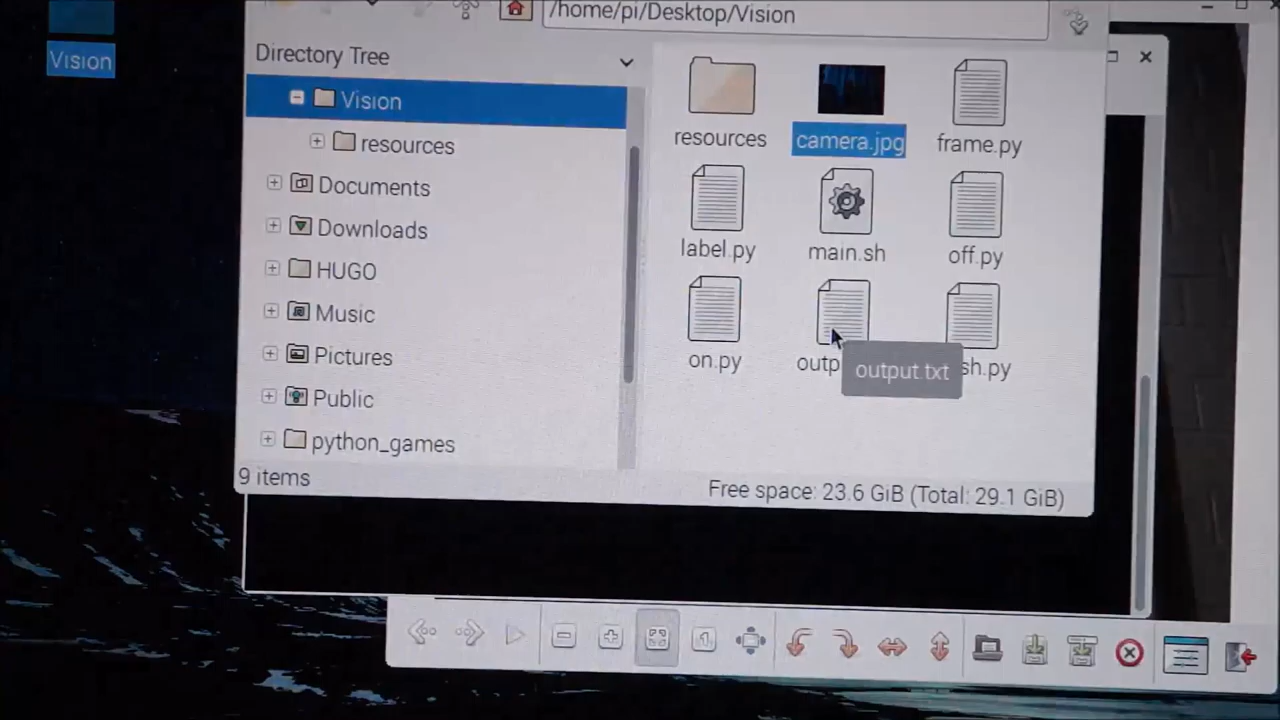 /home/pi/Desktop/Vision
Vision
Directory Tree
Vision
resources
Documents
Downloads
HUGO
Music
Pictures
Public
python_games
9 items
resources
camera.jpg
frame.py
label.py
main.sh
off.py
on.py
outp
output.txt
sh.py
Free space: 23.6 GiB (Total: 29.1 GiB)